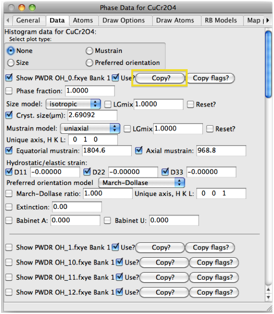 Phase Data for CuCr2O4
General Data Atoms Draw Options Draw Atoms RB Models Map p
Histogram data for CuCr2O4:
Select plot type:
None Mustrain
Size Preferred orientation
Show PWDR OH_0.fxye Bank 1 Use? Copy? Copy flags?
Phase fraction: 1.0000
Size model: isotropic LGmix 1.0000 Reset?
Cryst. size(μm): 2.69092
Mustrain model: uniaxial LGmix 1.0000 Reset?
Unique axis, H K L: 0 1 0
Equatorial mustrain: 1804.6 Axial mustrain: 968.8
Hydrostatic/elastic strain:
D11 -0.00000 D22 -0.00000 D33 -0.00000
Preferred orientation model March-Dollase
March-Dollase ratio: 1.000 Unique axis, H K L: 0 0 1
Extinction: 0.00
Babinet A: 0.000 Babinet U: 0.000
Show PWDR OH_1.fxye Bank 1 Use? Copy? Copy flags?
Show PWDR OH_10.fxye Bank 1 Use? Copy? Copy flags?
Show PWDR OH_11.fxye Bank 1 Use? Copy? Copy flags?
Show PWDR OH_12.fxye Bank 1 Use? Copy? Copy flags?